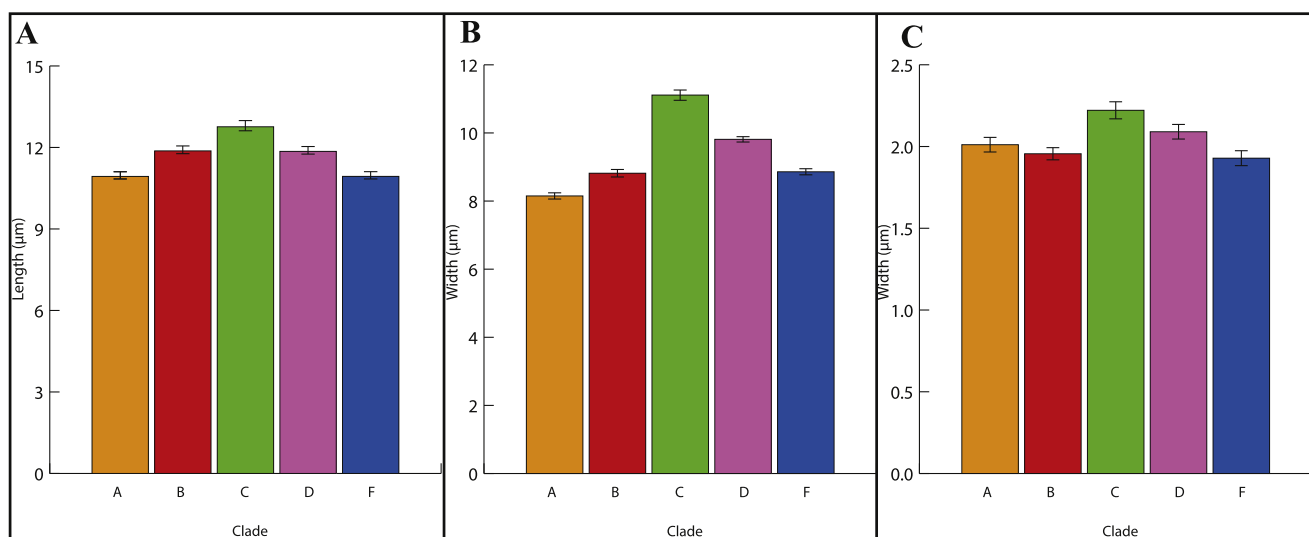 A
15
12
9
6
3
0
Length (μm)
A B C D F
Clade
B
12
10
8
6
4
2
0
Width (μm)
A B C D F
Clade
C
2.5
2.0
1.5
1.0
0.5
0.0
Width (μm)
A B C D F
Clade